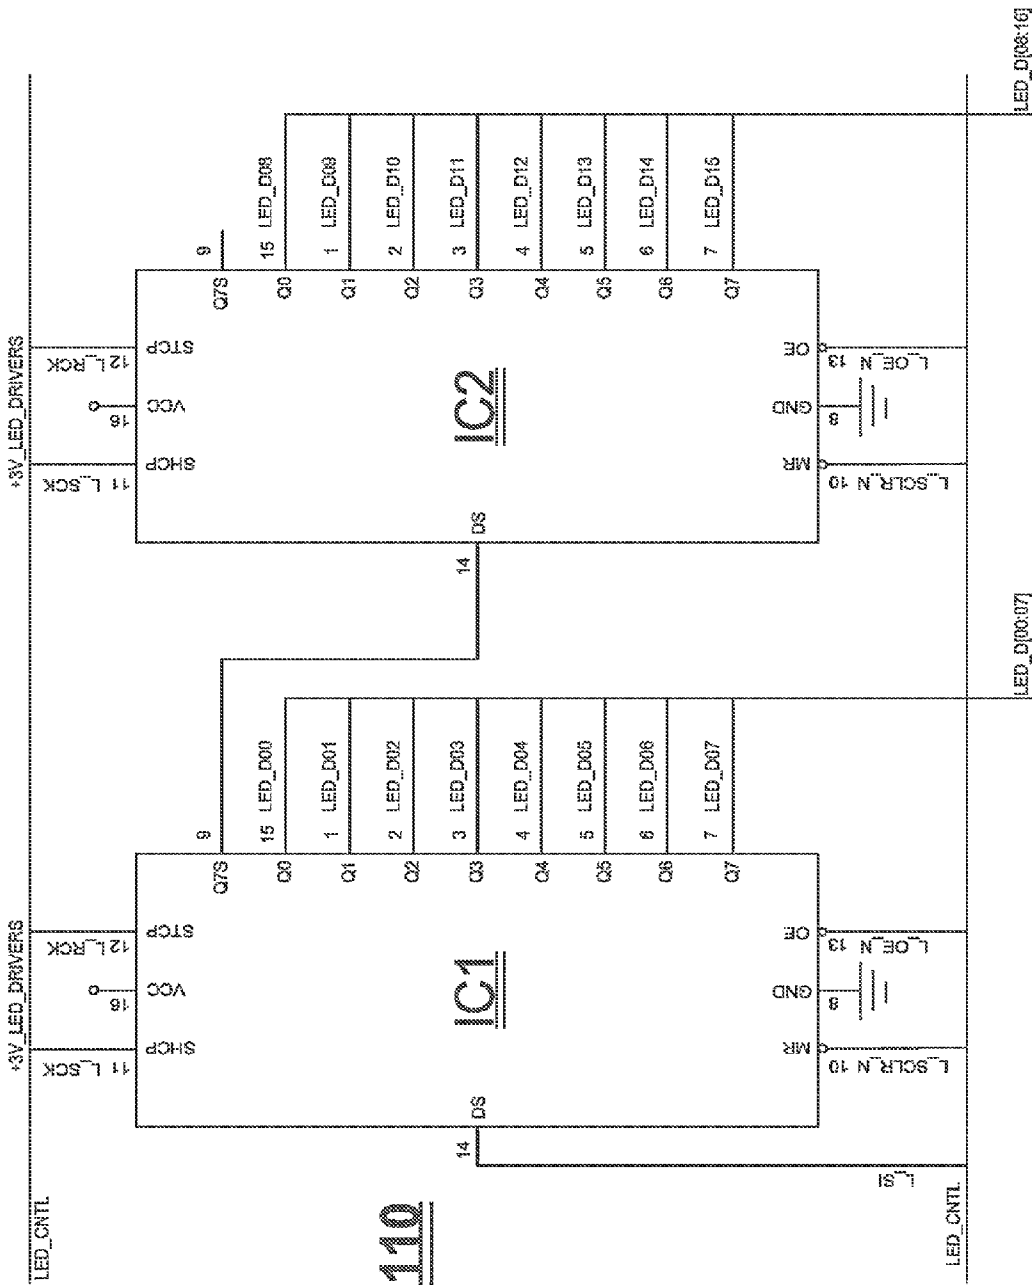 110
LED_CNTL
+3V_LED_DRIVERS
+3V_LED_DRIVERS
11 L_SCK
16
12 L_RCK
SHCP
VCC
STCP
IC1
14
DS
L_SI
MR
GND
OE
10 L_SCLR_N
8
13 L_OE_N
Q7S
9
Q0
15 LED_D00
Q1
1 LED_D01
Q2
2 LED_D02
Q3
3 LED_D03
Q4
4 LED_D04
Q5
5 LED_D05
Q6
6 LED_D06
Q7
7 LED_D07
LED_D[00:07]
11 L_SCK
16
12 L_RCK
SHCP
VCC
STCP
IC2
14
DS
MR
GND
OE
10 L_SCLR_N
8
13 L_OE_N
Q7S
9
Q0
15 LED_D08
Q1
1 LED_D09
Q2
2 LED_D10
Q3
3 LED_D11
Q4
4 LED_D12
Q5
5 LED_D13
Q6
6 LED_D14
Q7
7 LED_D15
LED_D[08:16]
LED_CNTL